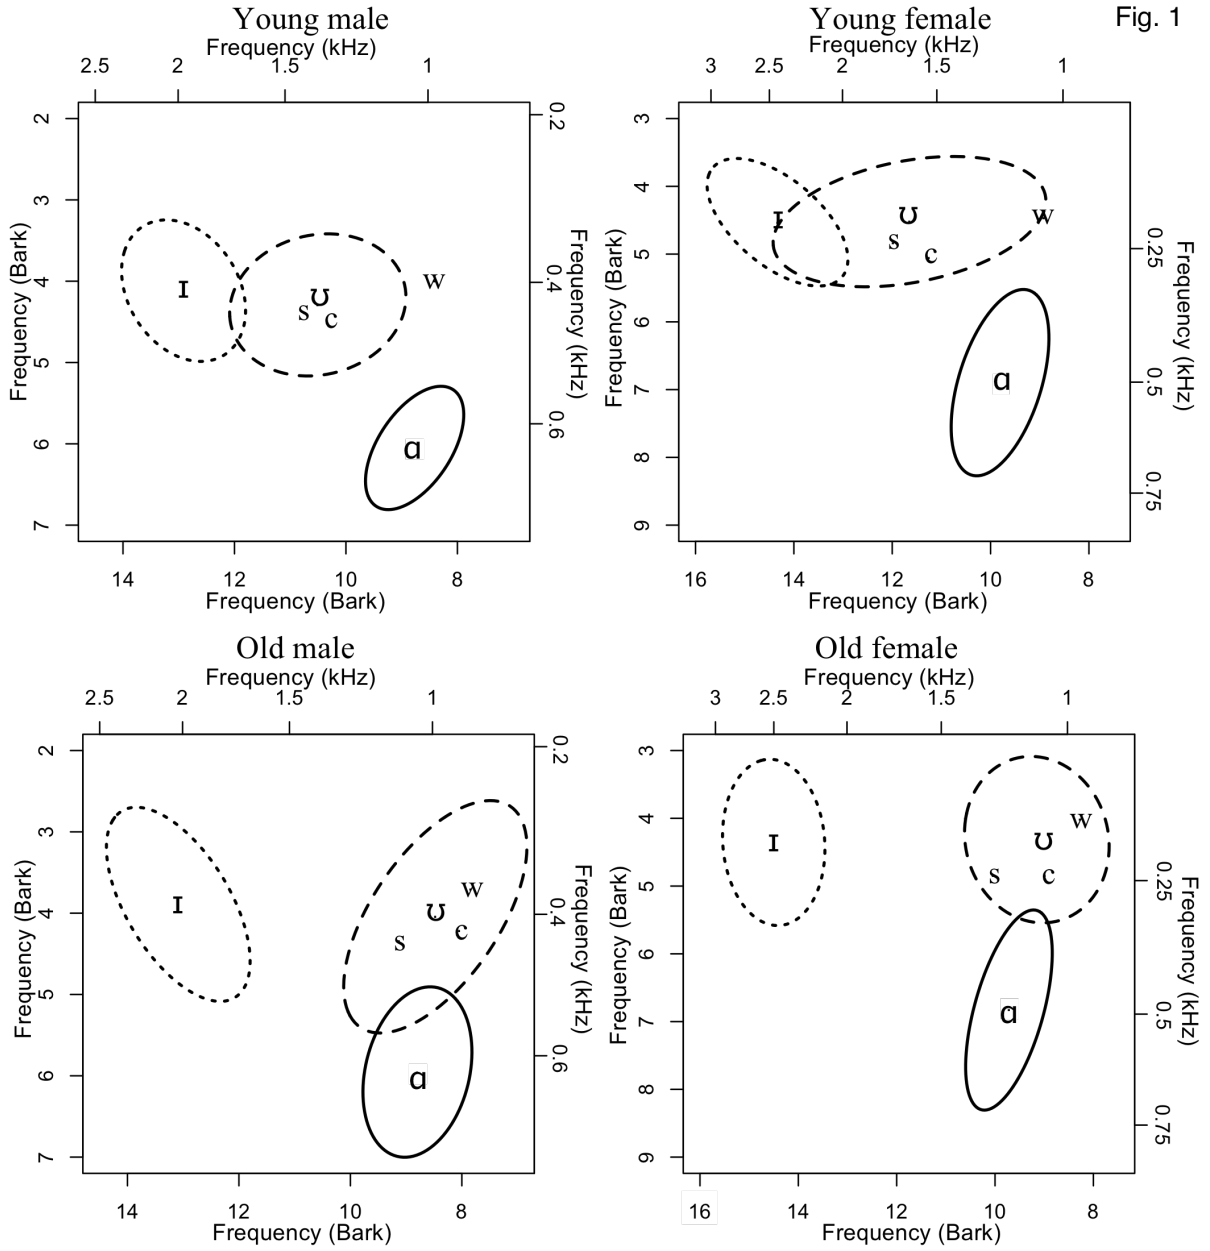 Young male
Frequency (kHz)
2.5 2 1.5 1
2 3 4 5 6 7
Frequency (Bark)
0.2 0.4 0.6
Frequency (kHz)
ɪ ʊ s c w ɑ
14 12 10 8
Frequency (Bark)
Young female
Fig. 1
Frequency (kHz)
3 2.5 2 1.5 1
3 4 5 6 7 8 9
Frequency (Bark)
0.25 0.5 0.75
Frequency (kHz)
ɪ ʊ s c w ɑ
16 14 12 10 8
Frequency (Bark)
Old male
Frequency (kHz)
2.5 2 1.5 1
2 3 4 5 6 7
Frequency (Bark)
0.2 0.4 0.6
Frequency (kHz)
ɪ w ʊ s c ɑ
14 12 10 8
Frequency (Bark)
Old female
Frequency (kHz)
3 2.5 2 1.5 1
3 4 5 6 7 8 9
Frequency (Bark)
0.25 0.5 0.75
Frequency (kHz)
ɪ w ʊ s c ɑ
16 14 12 10 8
Frequency (Bark)